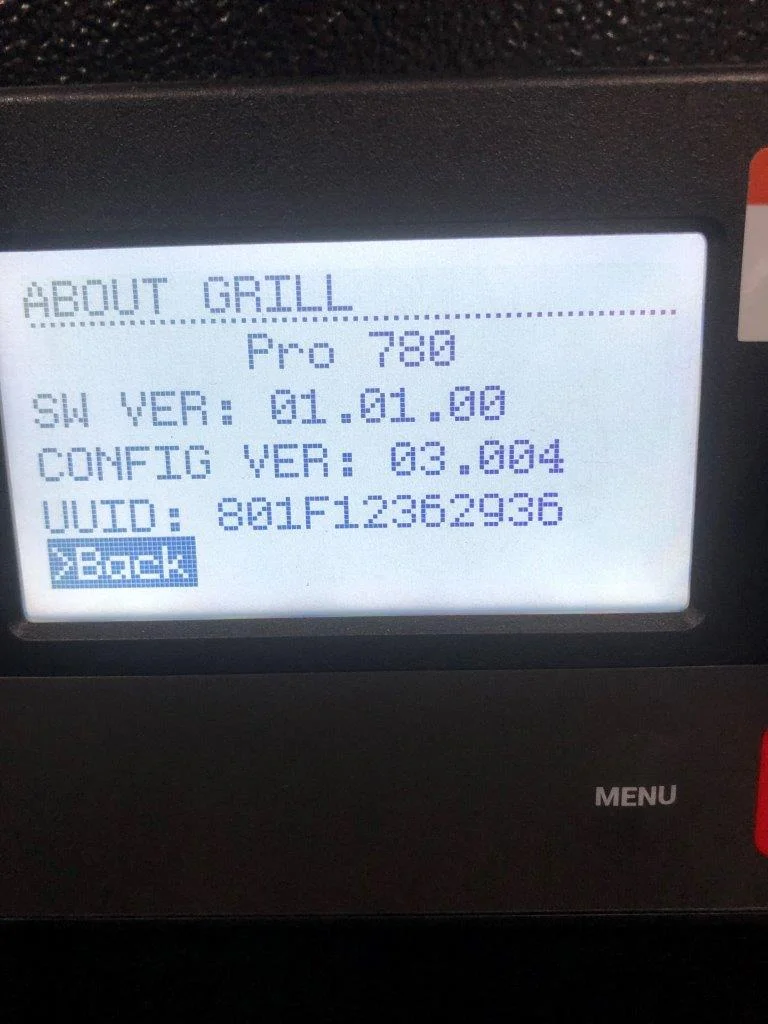 ABOUT GRILL
Pro 780
SW VER: 01.01.00
CONFIG VER: 03.004
UUID: 801F12362936
>Back
MENU